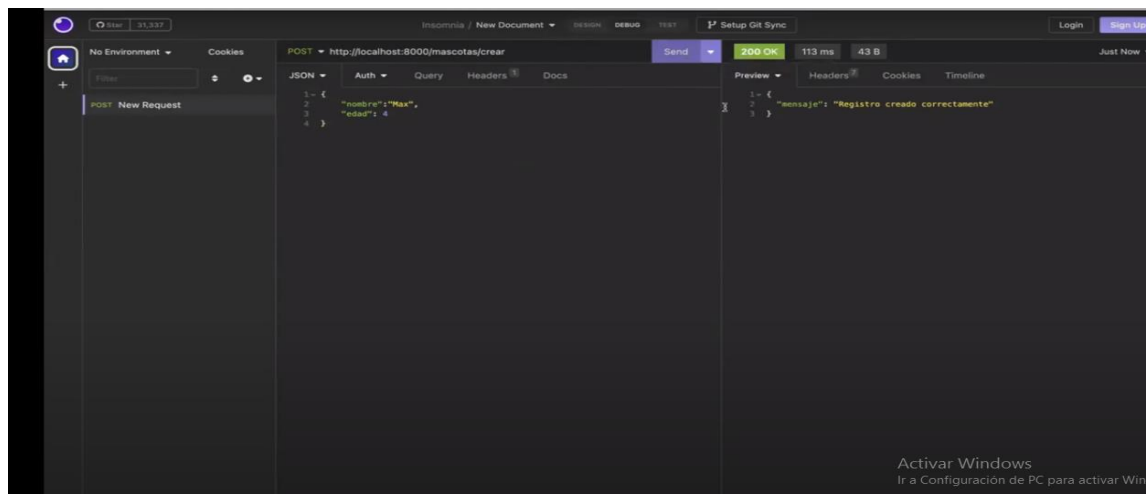 Star 31,337 Insomnia / New Document DESIGN DEBUG TEST Setup Git Sync Login Sign Up
No Environment Cookies POST http://localhost:8000/mascotas/crear Send 200 OK 113 ms 43 B Just Now
Filter JSON Auth Query Headers 1 Docs Preview Headers 7 Cookies Timeline
POST New Request
1 {
2 "nombre":"Max",
3 "edad": 4
4 }
1 {
2 "mensaje": "Registro creado correctamente"
3 }
Activar Windows
Ir a Configuración de PC para activar Win